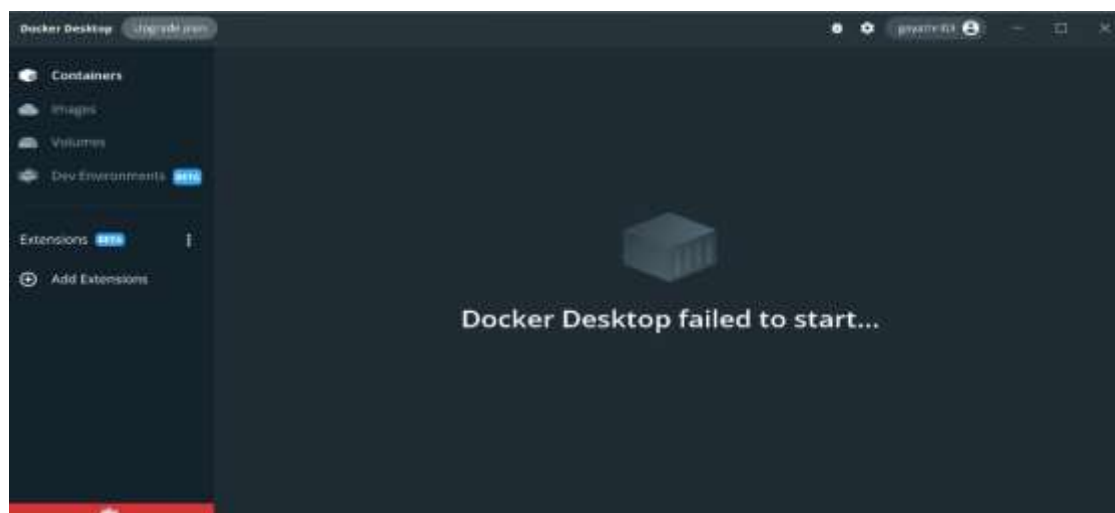 Docker Desktop
Upgrade plan
Containers
Images
Volumes
Dev Environments BETA
Extensions BETA
Add Extensions
Docker Desktop failed to start...